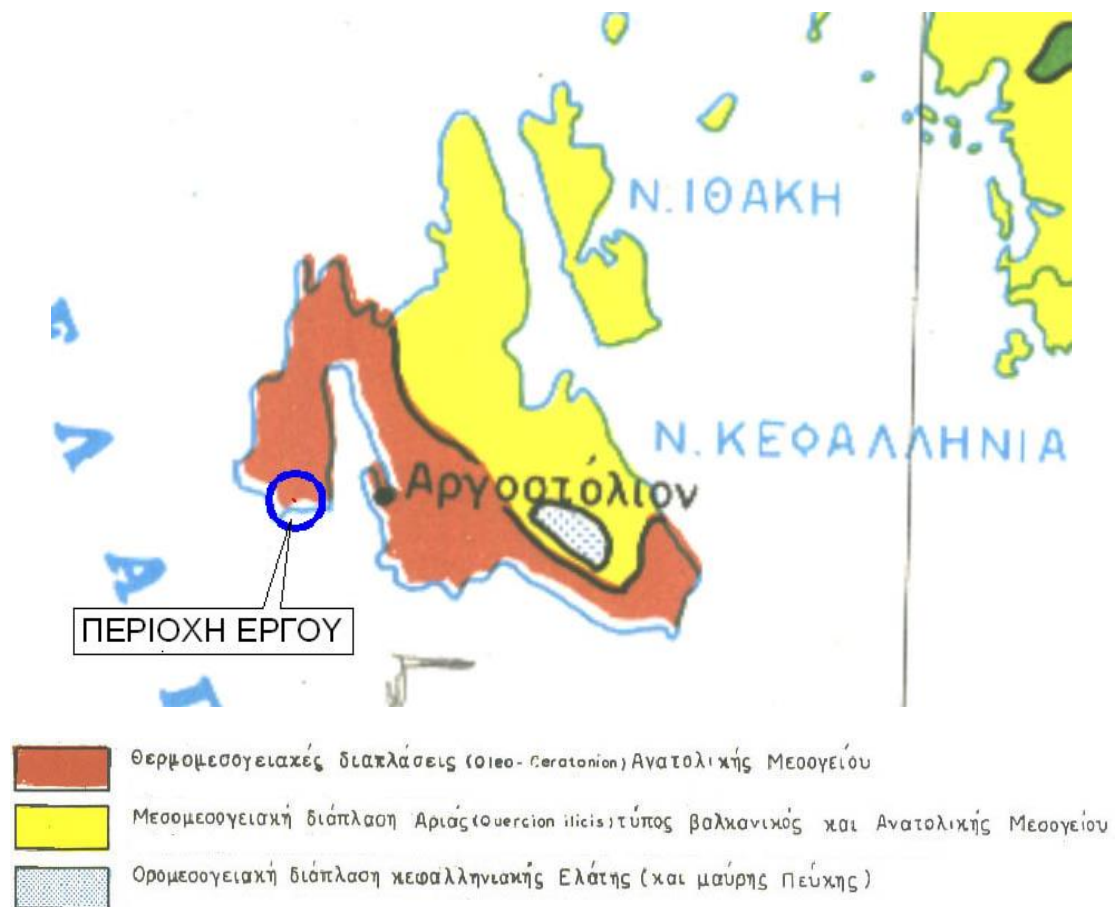 Ν. ΙΘΑΚΗ
Ν. ΚΕΦΑΛΛΗΝΙΑ
Αργοστόλιον
ΠΕΡΙΟΧΗ ΕΡΓΟΥ
Θερμομεσογειακές διαπλάσεις (Oleo-Ceratonion) Ανατολικής Μεσογείου
Μεσομεσογειακή διάπλαση Αριάς (Quercion ilicis) τύπος βαλκανικός και Ανατολικής Μεσογείου
Ορομεσογειακή διάπλαση κεφαλληνιακής Ελάτης (και μαύρης Πεύκης)